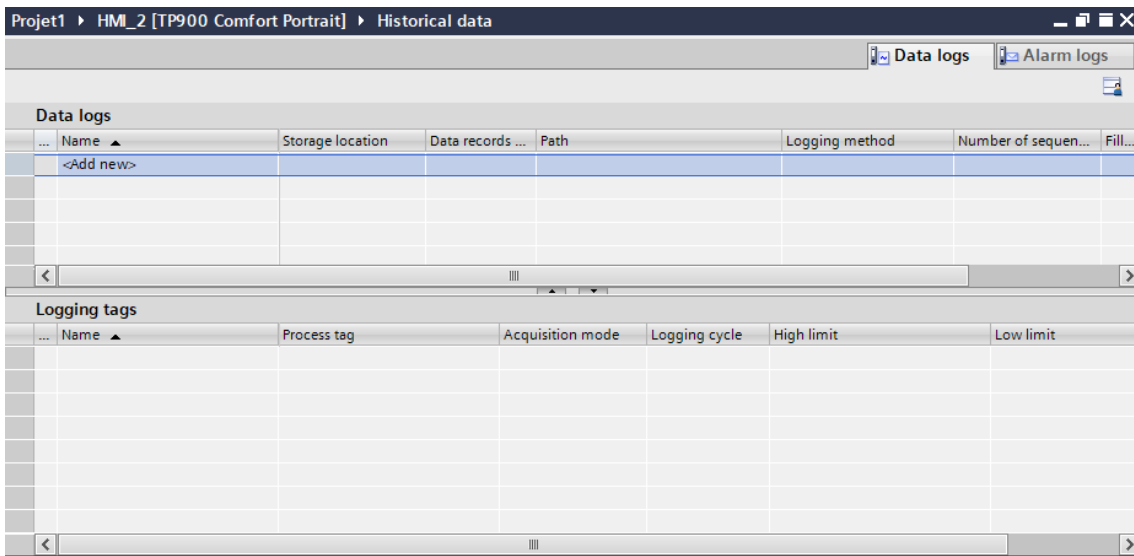 Projet1 ▸ HMI_2 [TP900 Comfort Portrait] ▸ Historical data
Data logs Alarm logs
Data logs
... Name Storage location Data records ... Path Logging method Number of sequen... Fill...
<Add new>
Logging tags
... Name Process tag Acquisition mode Logging cycle High limit Low limit